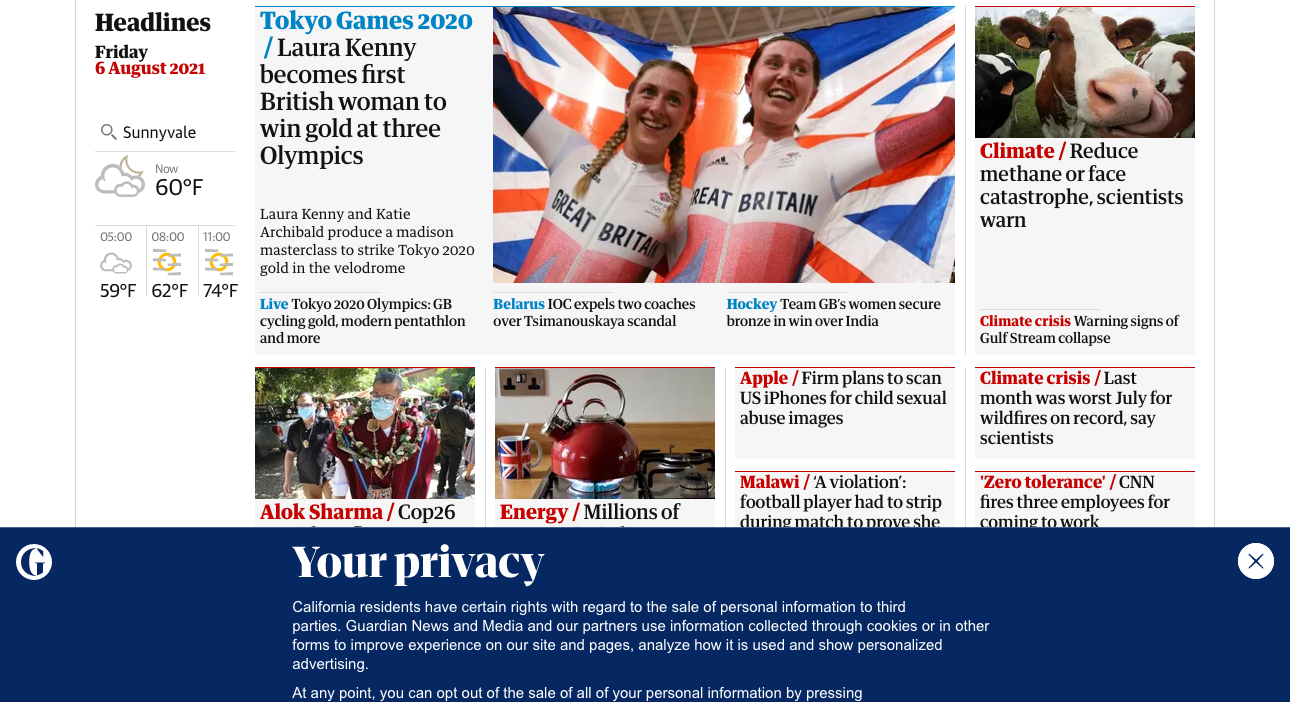 Headlines
Friday
6 August 2021
Sunnyvale
Now
60°F
05:00
08:00
11:00
59°F
62°F
74°F
Tokyo Games 2020
/ Laura Kenny
becomes first
British woman to
win gold at three
Olympics
Laura Kenny and Katie
Archibald produce a madison
masterclass to strike Tokyo 2020
gold in the velodrome
GREAT BRITAIN
GREAT BRITAIN
Live Tokyo 2020 Olympics: GB
cycling gold, modern pentathlon
and more
Belarus IOC expels two coaches
over Tsimanouskaya scandal
Hockey Team GB's women secure
bronze in win over India
Climate / Reduce
methane or face
catastrophe, scientists
warn
Climate crisis Warning signs of
Gulf Stream collapse
Alok Sharma / Cop26
Energy / Millions of
Apple / Firm plans to scan
US iPhones for child sexual
abuse images
Malawi / ‘A violation’:
football player had to strip
during match to prove she
Climate crisis / Last
month was worst July for
wildfires on record, say
scientists
'Zero tolerance' / CNN
fires three employees for
coming to work
G
Your privacy
California residents have certain rights with regard to the sale of personal information to third
parties. Guardian News and Media and our partners use information collected through cookies or in other
forms to improve experience on our site and pages, analyze how it is used and show personalized
advertising.
At any point, you can opt out of the sale of all of your personal information by pressing